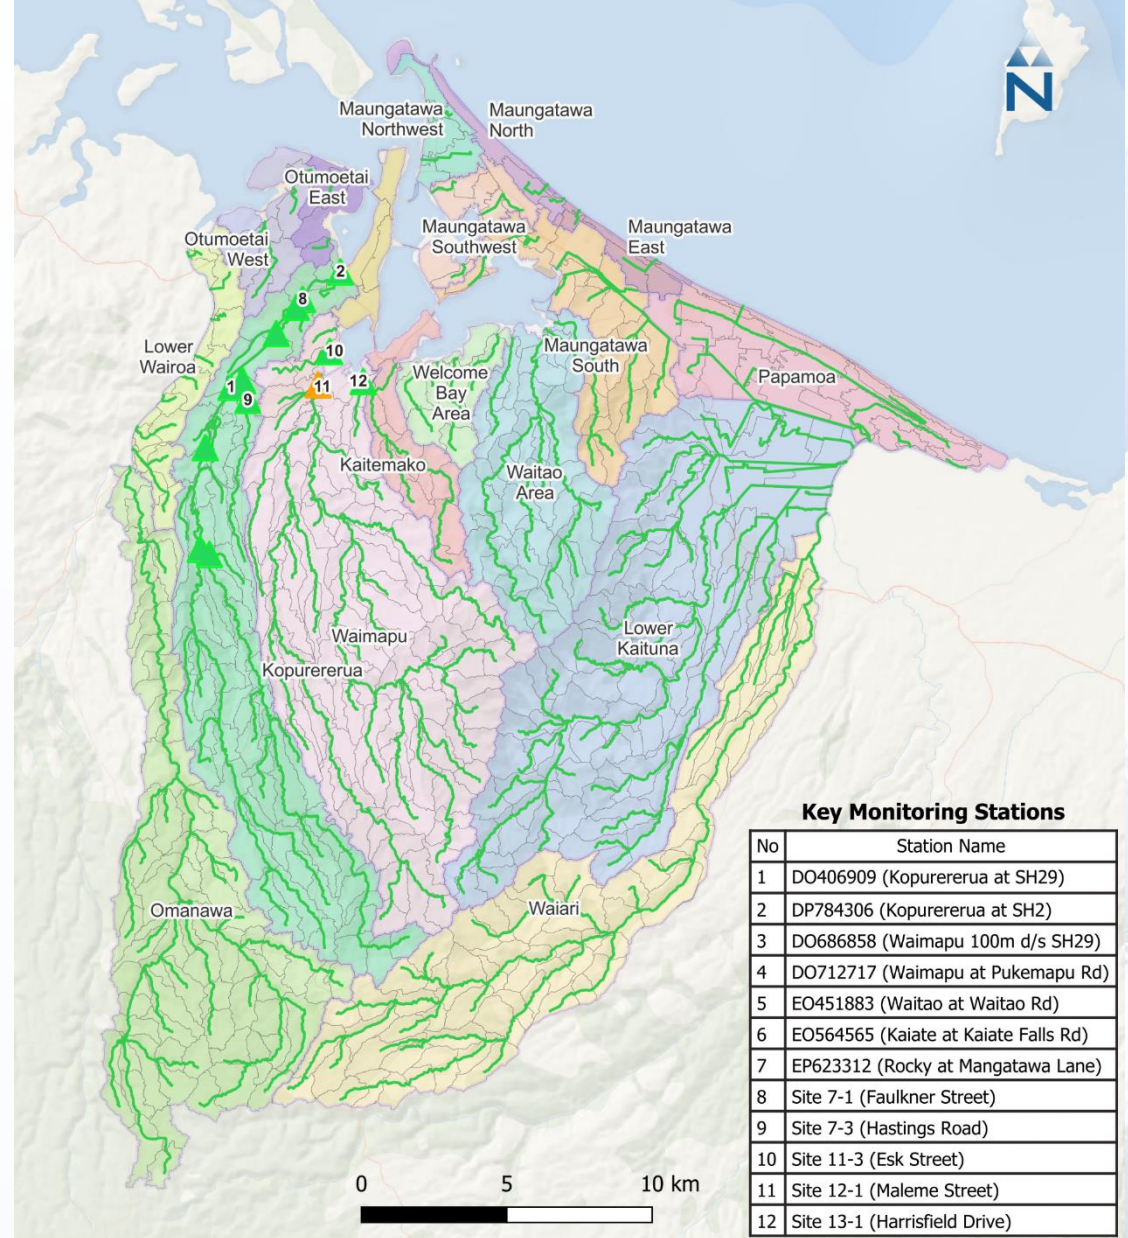 N
Maungatawa
Northwest
Maungatawa
North
Otumoetai
East
Otumoetai
West
Maungatawa
Southwest
Maungatawa
East
2
8
Lower
Wairoa
10
Maungatawa
South
Welcome
Bay
Area
Papamoa
1
9
11
12
Kaitemako
Waitao
Area
Waimapu
Lower
Kaituna
Kopurererua
Omanawa
Waiari
Key Monitoring Stations
No Station Name
1 DO406909 (Kopurererua at SH29)
2 DP784306 (Kopurererua at SH2)
3 DO686858 (Waimapu 100m d/s SH29)
4 DO712717 (Waimapu at Pukemapu Rd)
5 EO451883 (Waitao at Waitao Rd)
6 EO564565 (Kaiate at Kaiate Falls Rd)
7 EP623312 (Rocky at Mangatawa Lane)
8 Site 7-1 (Faulkner Street)
9 Site 7-3 (Hastings Road)
10 Site 11-3 (Esk Street)
11 Site 12-1 (Maleme Street)
12 Site 13-1 (Harrisfield Drive)
0 5 10 km